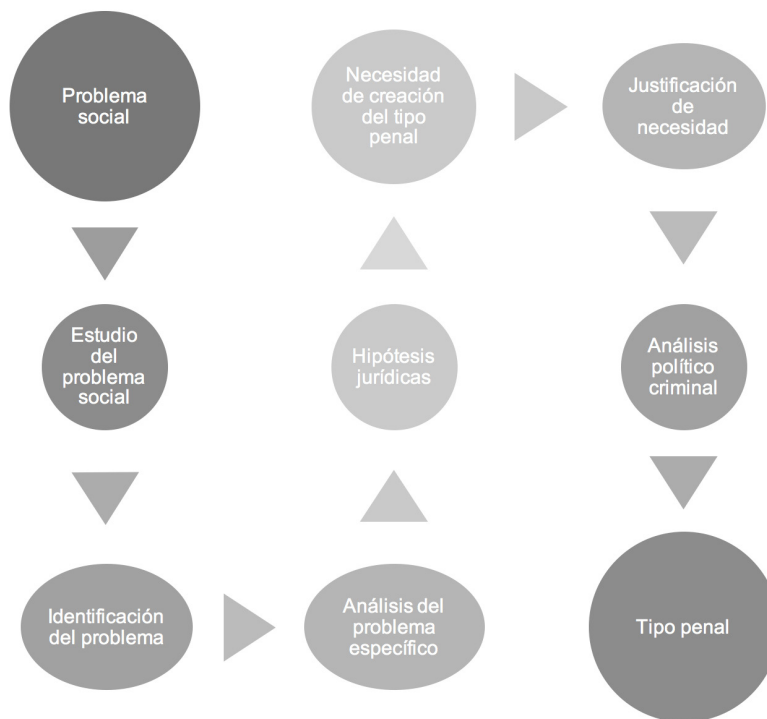 Problema
social
Estudio
del
problema
social
Identificación
del problema
Análisis del
problema
específico
Hipótesis
jurídicas
Necesidad
de creación
del tipo
penal
Justificación
de
necesidad
Análisis
político
criminal
Tipo penal